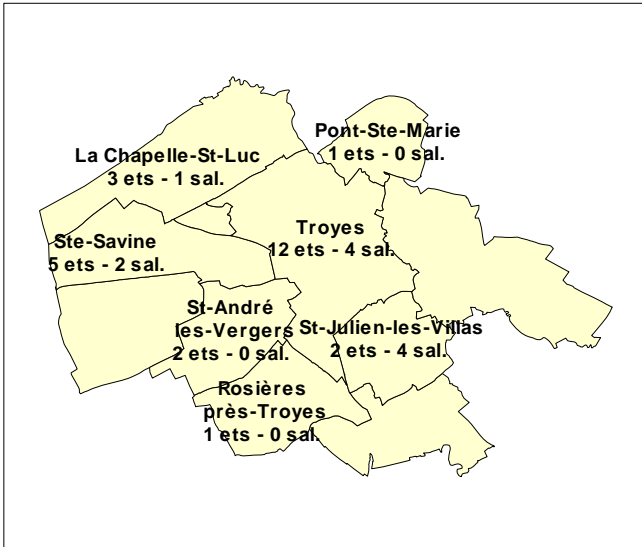 Pont-Ste-Marie
1 ets - 0 sal.
La Chapelle-St-Luc
3 ets - 1 sal.
Troyes
12 ets - 4 sal.
Ste-Savine
5 ets - 2 sal.
St-André
les-Vergers
2 ets - 0 sal.
St-Julien-les-Villas
2 ets - 4 sal.
Rosières
près-Troyes
1 ets - 0 sal.